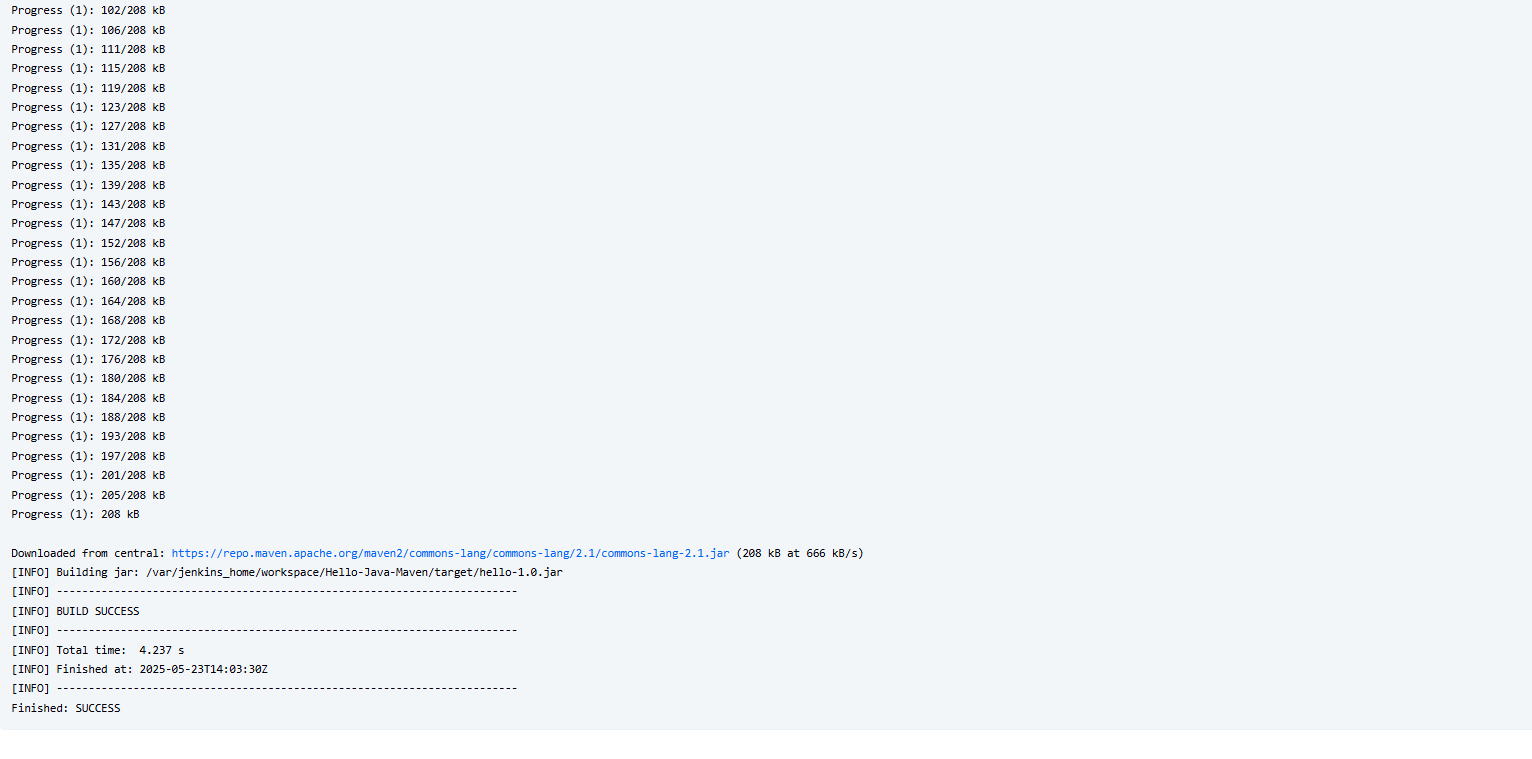 Progress (1): 102/208 kB
Progress (1): 106/208 kB
Progress (1): 111/208 kB
Progress (1): 115/208 kB
Progress (1): 119/208 kB
Progress (1): 123/208 kB
Progress (1): 127/208 kB
Progress (1): 131/208 kB
Progress (1): 135/208 kB
Progress (1): 139/208 kB
Progress (1): 143/208 kB
Progress (1): 147/208 kB
Progress (1): 152/208 kB
Progress (1): 156/208 kB
Progress (1): 160/208 kB
Progress (1): 164/208 kB
Progress (1): 168/208 kB
Progress (1): 172/208 kB
Progress (1): 176/208 kB
Progress (1): 180/208 kB
Progress (1): 184/208 kB
Progress (1): 188/208 kB
Progress (1): 193/208 kB
Progress (1): 197/208 kB
Progress (1): 201/208 kB
Progress (1): 205/208 kB
Progress (1): 208 kB
Downloaded from central: https://repo.maven.apache.org/maven2/commons-lang/commons-lang/2.1/commons-lang-2.1.jar (208 kB at 666 kB/s)
[INFO] Building jar: /var/jenkins_home/workspace/Hello-Java-Maven/target/hello-1.0.jar
[INFO] ------------------------------------------------------------------------
[INFO] BUILD SUCCESS
[INFO] ------------------------------------------------------------------------
[INFO] Total time:  4.237 s
[INFO] Finished at: 2025-05-23T14:03:30Z
[INFO] ------------------------------------------------------------------------
Finished: SUCCESS